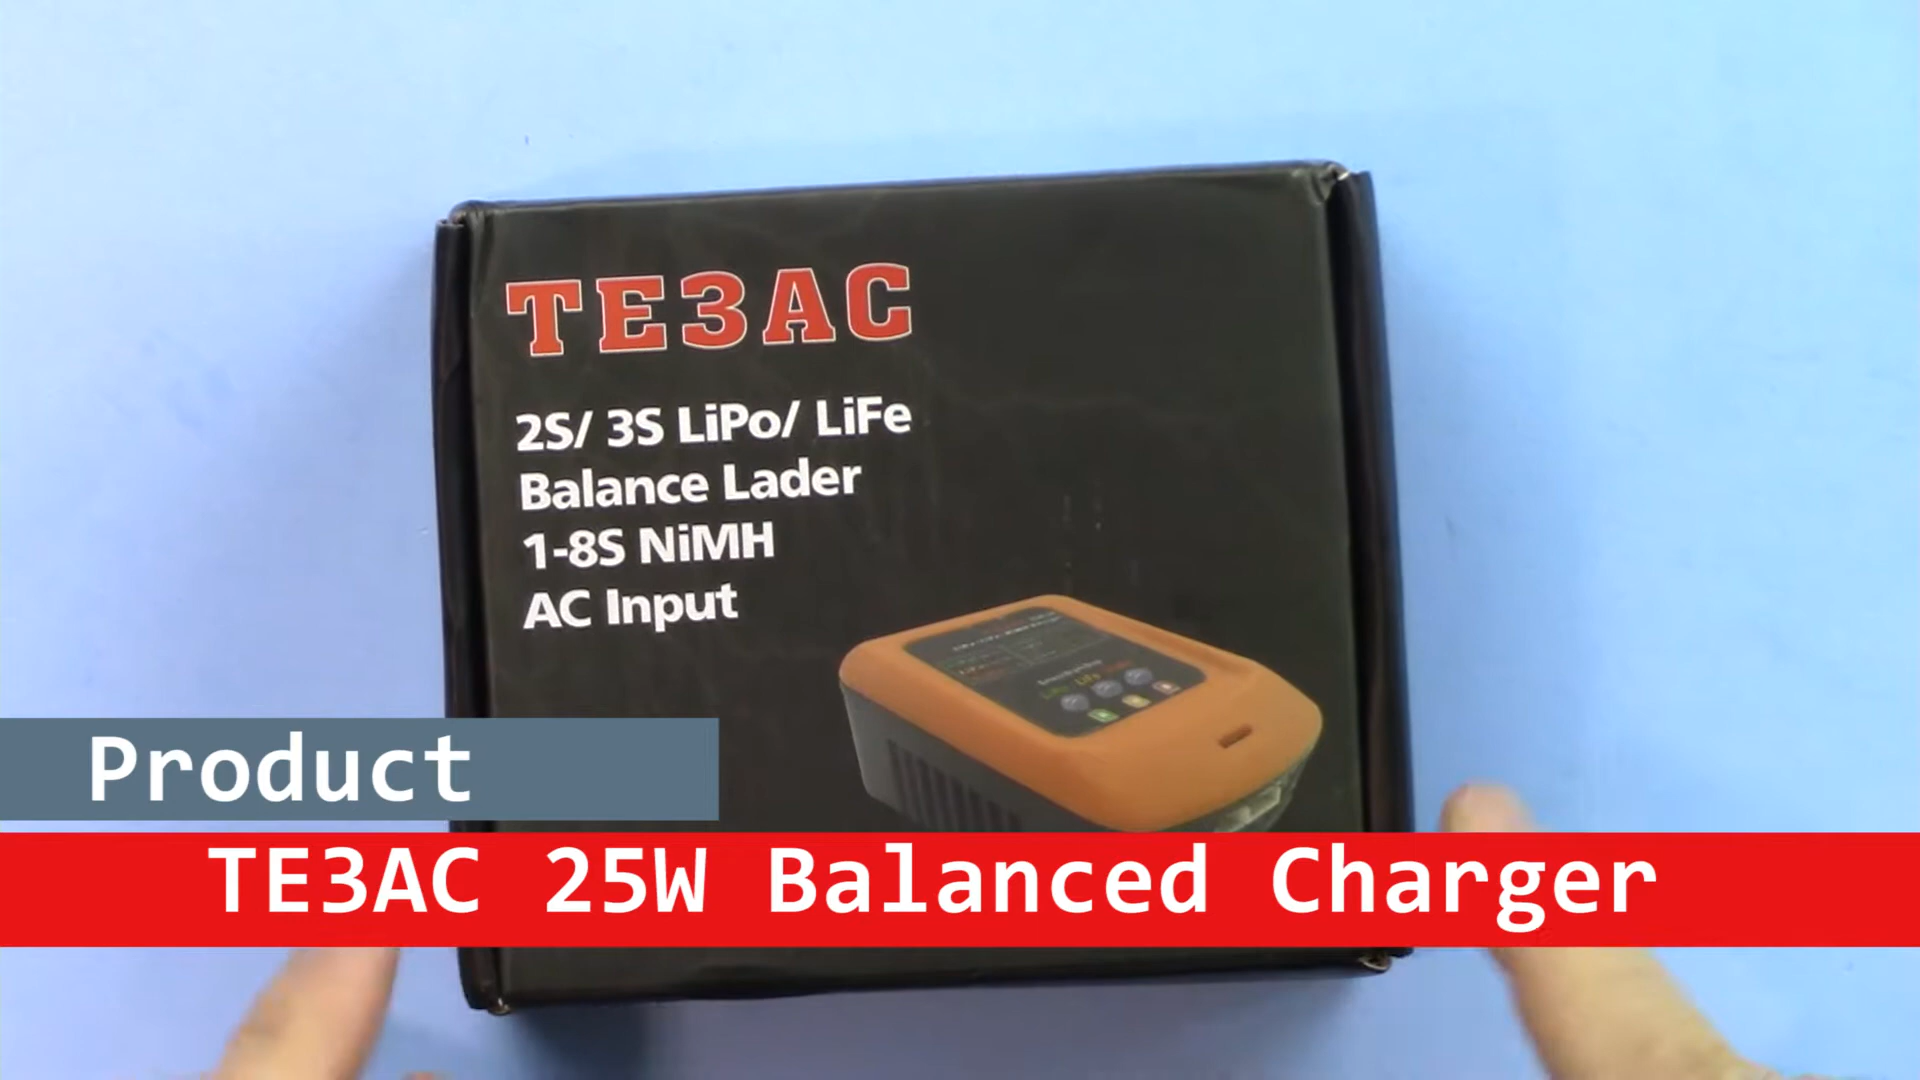 TE3AC
2S/ 3S LiPo/ LiFe
Balance Lader
1-8S NiMH
AC Input
Product
TE3AC 25W Balanced Charger